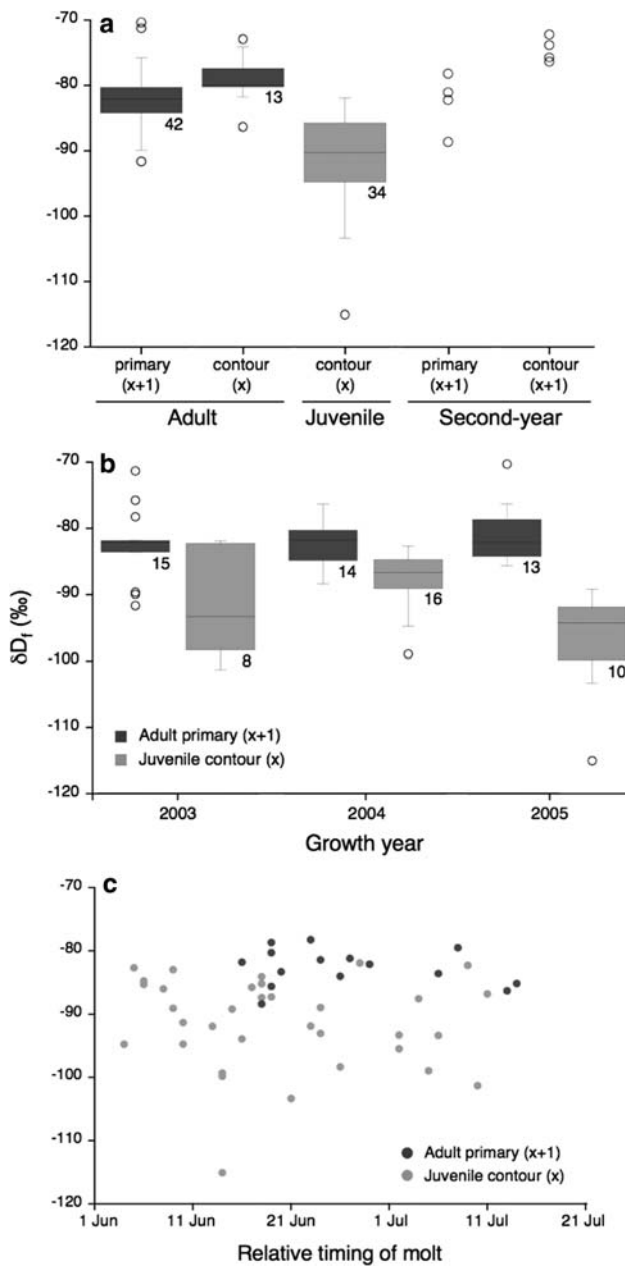 a
-70
-80
-90
-100
-110
-120
42
13
34
primary (x+1)
contour (x)
contour (x)
primary (x+1)
contour (x+1)
Adult
Juvenile
Second-year
b
-70
-80
-90
-100
-110
-120
δD_f (‰)
15
8
14
16
13
10
Adult primary (x+1)
Juvenile contour (x)
2003
2004
2005
Growth year
c
-70
-80
-90
-100
-110
-120
Adult primary (x+1)
Juvenile contour (x)
1 Jun
11 Jun
21 Jun
1 Jul
11 Jul
21 Jul
Relative timing of molt